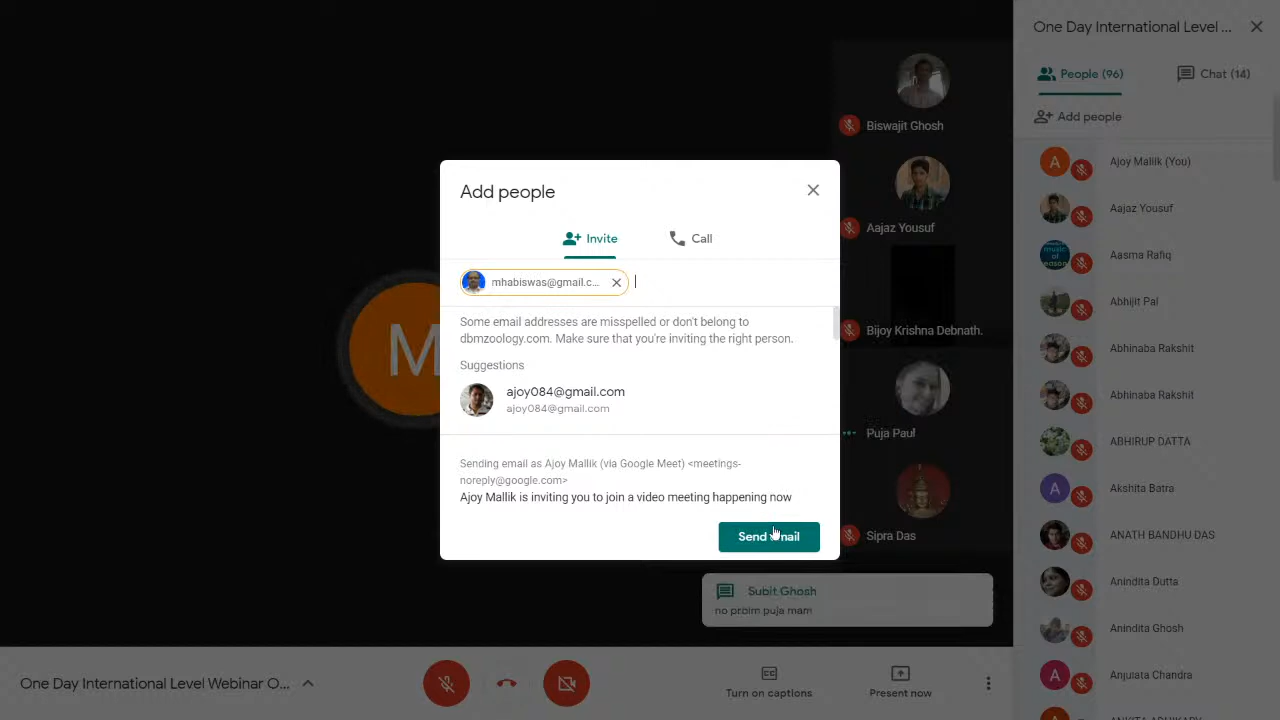 One Day International Level ...
People (96)
Chat (14)
Add people
Ajoy Mallik (You)
Aajaz Yousuf
Aasma Rafiq
Abhijit Pal
Abhinaba Rakshit
Abhinaba Rakshit
ABHIRUP DATTA
Akshita Batra
ANATH BANDHU DAS
Anindita Dutta
Anindita Ghosh
Anjulata Chandra
ANKITA ADHIKARY
Biswajit Ghosh
Aajaz Yousuf
Bijoy Krishna Debnath.
Puja Paul
Sipra Das
Add people
Invite
Call
mhabiswas@gmail.c...
Some email addresses are misspelled or don't belong to
dbmzoology.com. Make sure that you're inviting the right person.
Suggestions
ajoy084@gmail.com
ajoy084@gmail.com
Sending email as Ajoy Mallik (via Google Meet) <meetings-
noreply@google.com>
Ajoy Mallik is inviting you to join a video meeting happening now
Send email
Subit Ghosh
no prblm puja mam
One Day International Level Webinar O...
Turn on captions
Present now
M
A
A
A